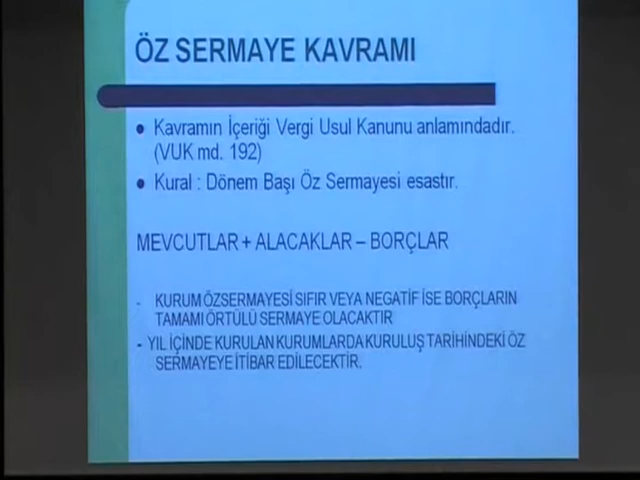 ÖZ SERMAYE KAVRAMI
● Kavramın İçeriği Vergi Usul Kanunu anlamındadır.
(VUK md. 192)
● Kural : Dönem Başı Öz Sermayesi esastır.
MEVCUTLAR + ALACAKLAR – BORÇLAR
- KURUM ÖZSERMAYESİ SIFIR VEYA NEGATİF İSE BORÇLARIN
TAMAMI ÖRTÜLÜ SERMAYE OLACAKTIR
- YIL İÇİNDE KURULAN KURUMLARDA KURULUŞ TARİHİNDEKİ ÖZ
SERMAYEYE İTİBAR EDİLECEKTİR.